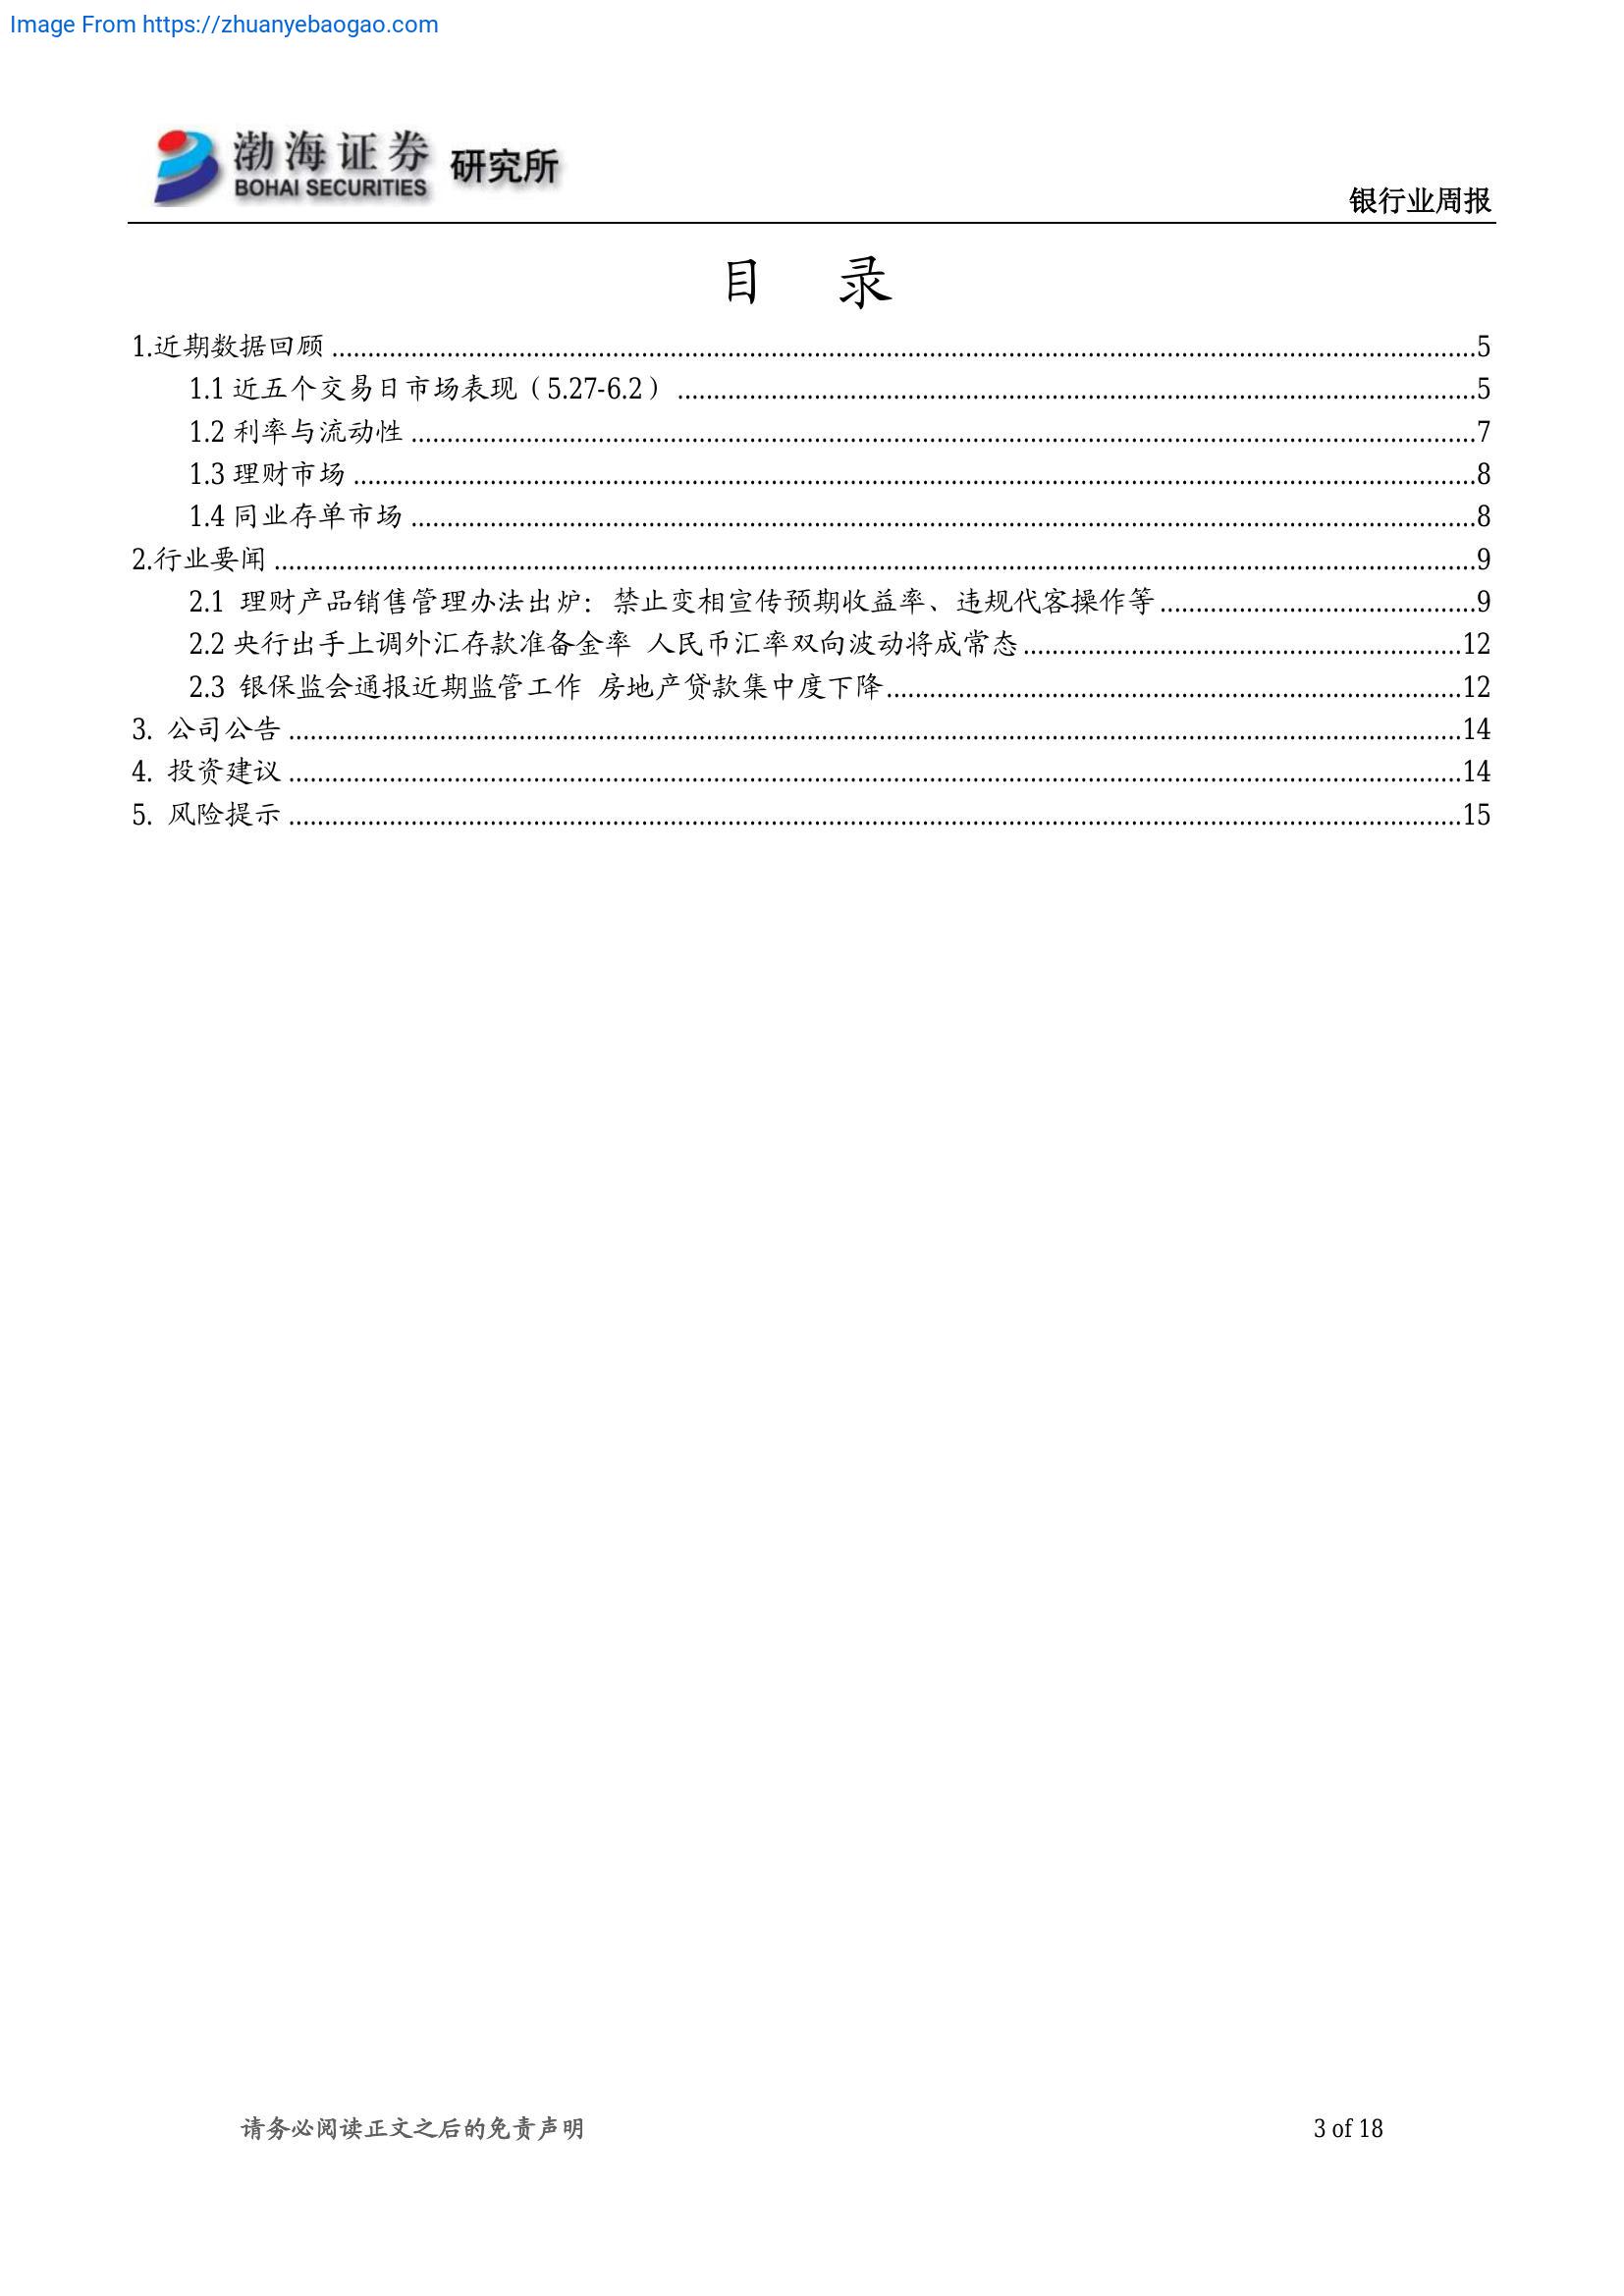 Image From https://zhuanyebaogao.com
渤海证券 研究所
BOHAI SECURITIES
银行业周报
目 录
1.近期数据回顾 ........ 5
1.1 近五个交易日市场表现（5.27-6.2） ........ 5
1.2 利率与流动性 ........ 7
1.3 理财市场 ........ 8
1.4 同业存单市场 ........ 8
2.行业要闻 ........ 9
2.1 理财产品销售管理办法出炉：禁止变相宣传预期收益率、违规代客操作等 ........ 9
2.2 央行出手上调外汇存款准备金率 人民币汇率双向波动将成常态 ........ 12
2.3 银保监会通报近期监管工作 房地产贷款集中度下降 ........ 12
3. 公司公告 ........ 14
4. 投资建议 ........ 14
5. 风险提示 ........ 15
请务必阅读正文之后的免责声明 3 of 18